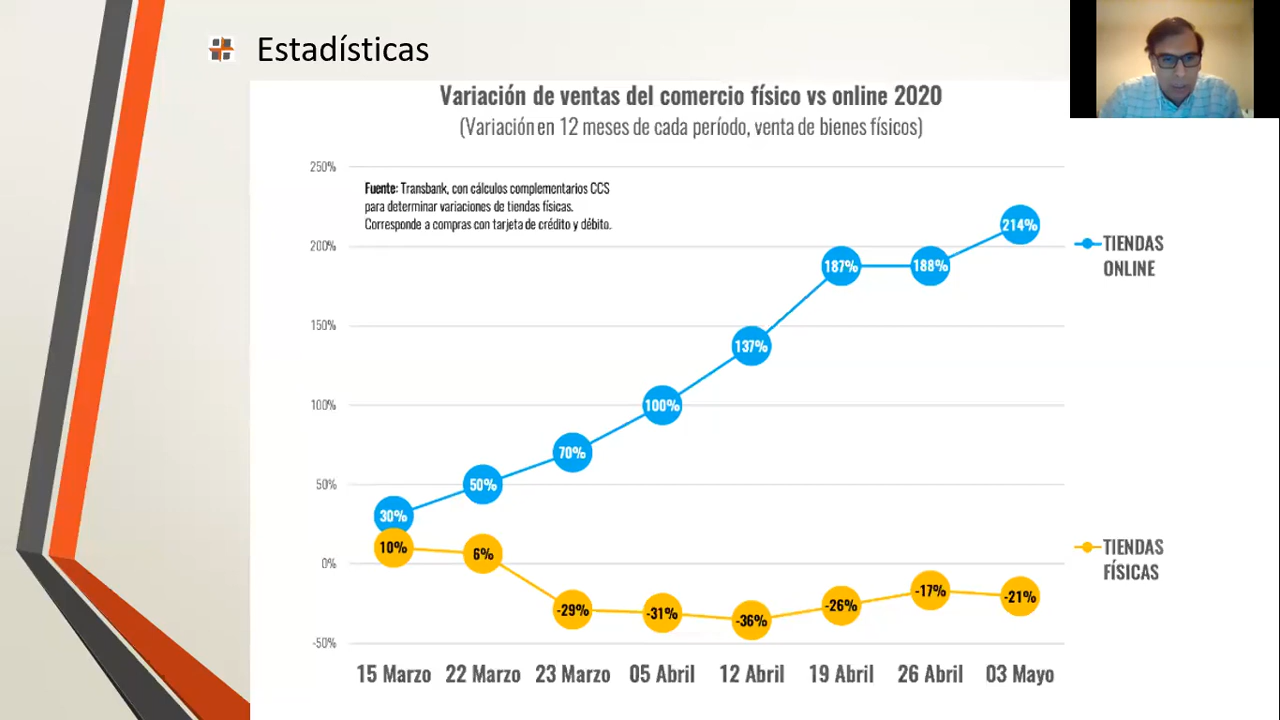 Estadísticas
Variación de ventas del comercio físico vs online 2020
(Variación en 12 meses de cada período, venta de bienes físicos)
250%
Fuente: Transbank, con cálculos complementarios CCS
para determinar variaciones de tiendas físicas.
Corresponde a compras con tarjeta de crédito y débito.
200%
150%
100%
50%
0%
-50%
30%
50%
70%
100%
137%
187%
188%
214%
10%
6%
-29%
-31%
-36%
-26%
-17%
-21%
TIENDAS
ONLINE
TIENDAS
FÍSICAS
15 Marzo
22 Marzo
23 Marzo
05 Abril
12 Abril
19 Abril
26 Abril
03 Mayo